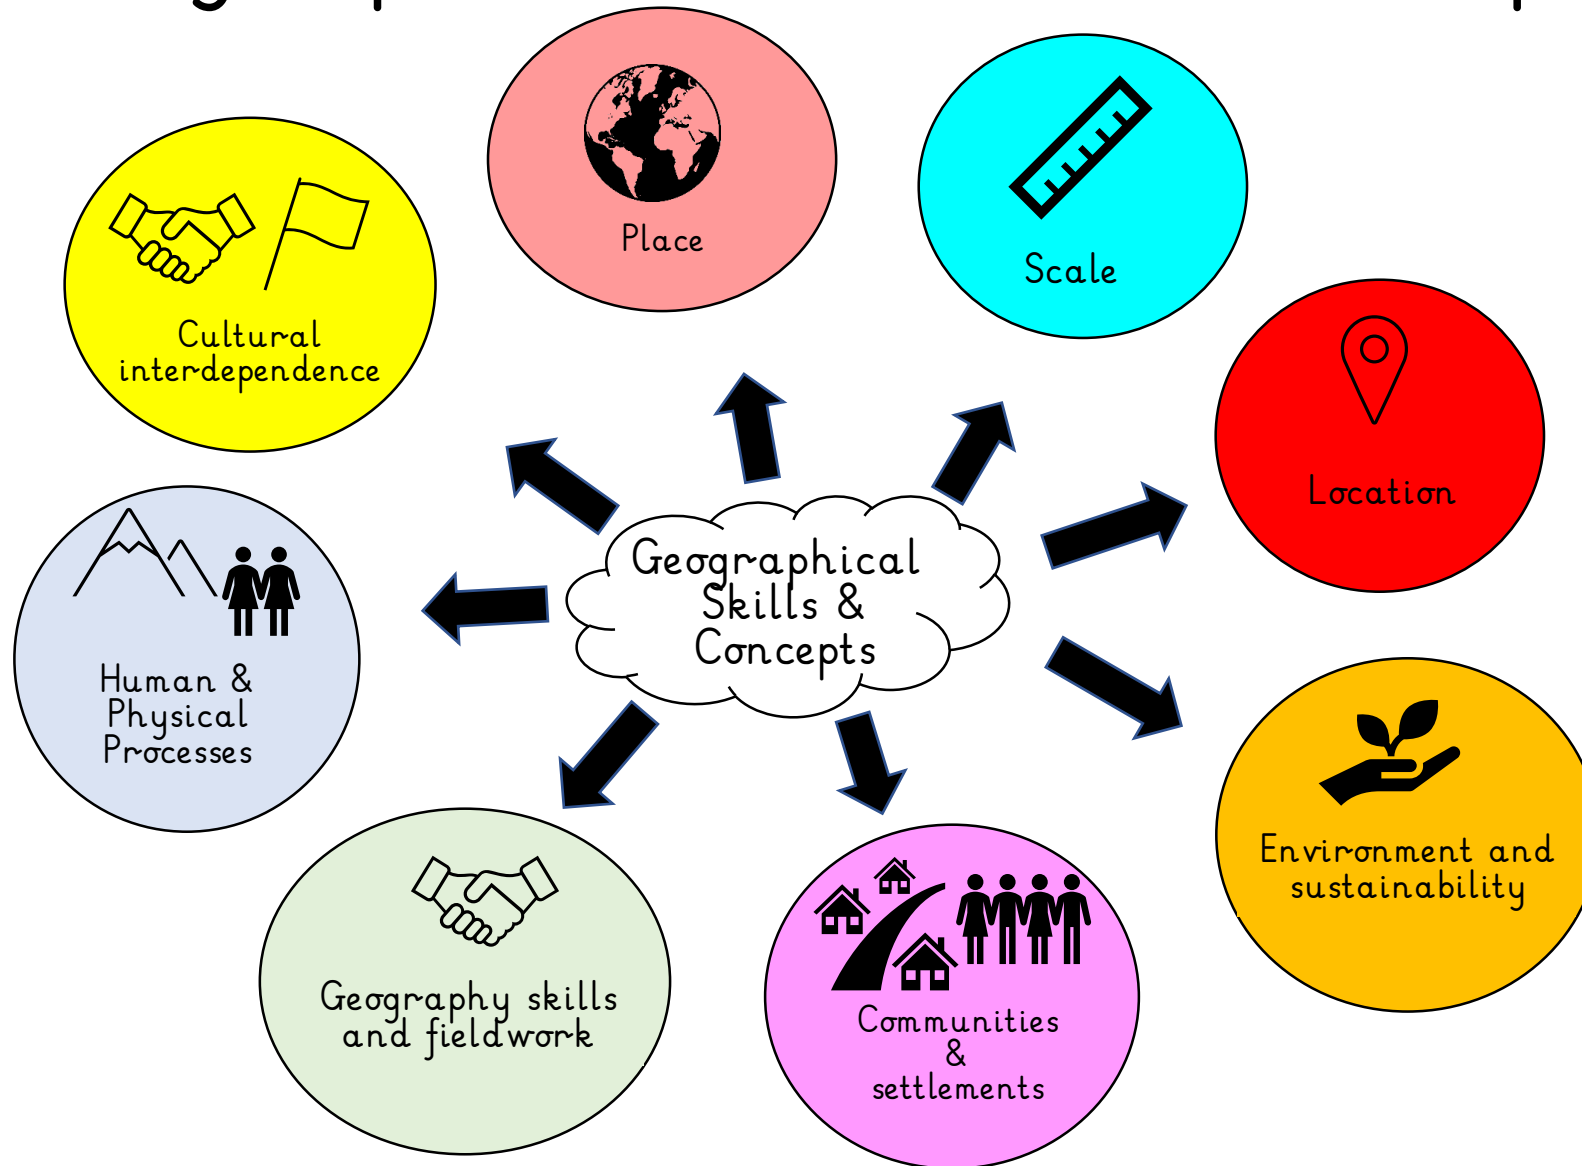 Place
Scale
Cultural
interdependence
Location
Geographical
Skills &
Concepts
Human &
Physical
Processes
Environment and
sustainability
Geography skills
and fieldwork
Communities
&
settlements